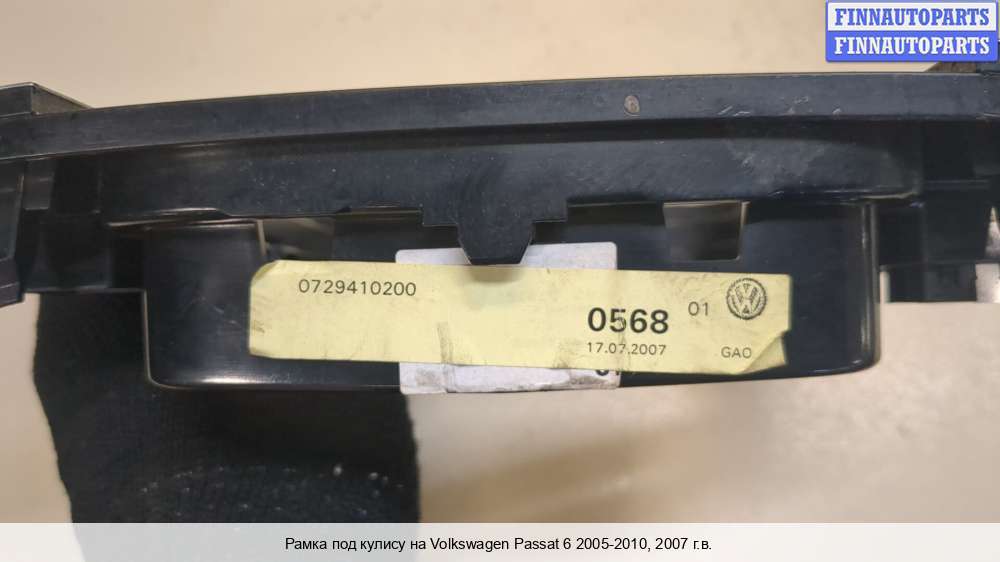 FINNAUTOPARTS
FINNAUTOPARTS
0729410200
0568 01
17.07.2007 GAO
Рамка под кулису на Volkswagen Passat 6 2005-2010, 2007 г.в.